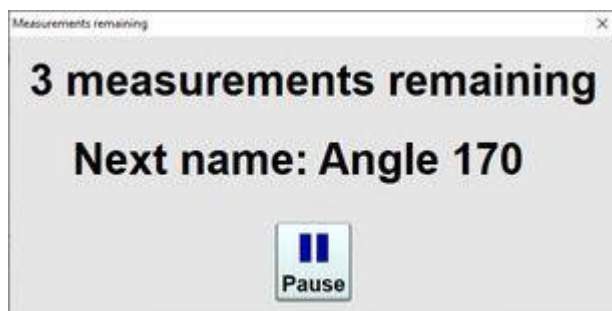 Measurements remaining
3 measurements remaining
Next name: Angle 170
Pause